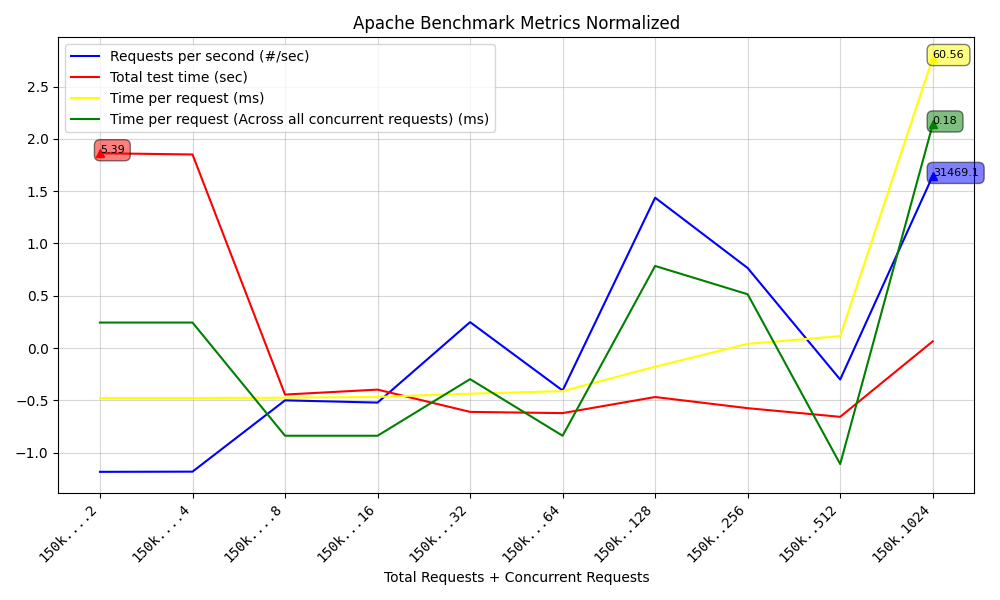 Apache Benchmark Metrics Normalized
Requests per second (#/sec)
Total test time (sec)
Time per request (ms)
Time per request (Across all concurrent requests) (ms)
60.56
0.18
31469.1
5.39
2.5
2.0
1.5
1.0
0.5
0.0
−0.5
−1.0
150k....2
150k....4
150k....8
150k...16
150k...32
150k...64
150k..128
150k..256
150k..512
150k.1024
Total Requests + Concurrent Requests